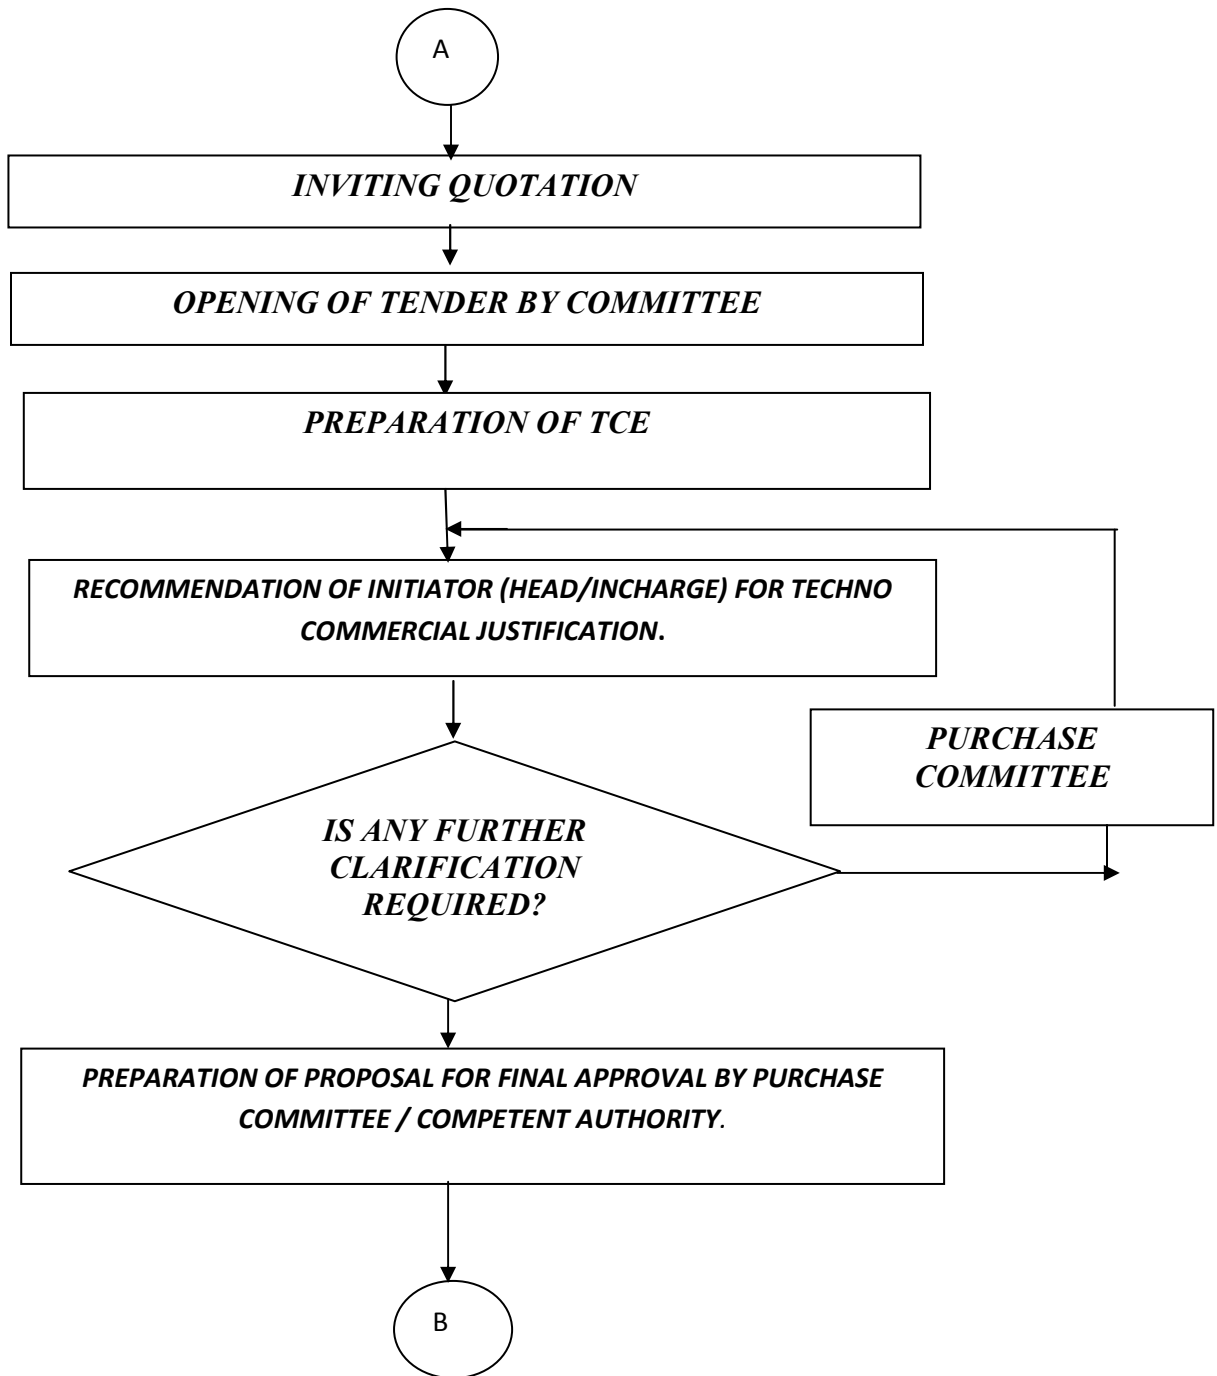 A
INVITING QUOTATION
OPENING OF TENDER BY COMMITTEE
PREPARATION OF TCE
RECOMMENDATION OF INITIATOR (HEAD/INCHARGE) FOR TECHNO
COMMERCIAL JUSTIFICATION.
PURCHASE
COMMITTEE
IS ANY FURTHER
CLARIFICATION
REQUIRED?
PREPARATION OF PROPOSAL FOR FINAL APPROVAL BY PURCHASE
COMMITTEE / COMPETENT AUTHORITY.
B